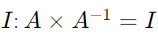 I: A × A⁻¹ = I